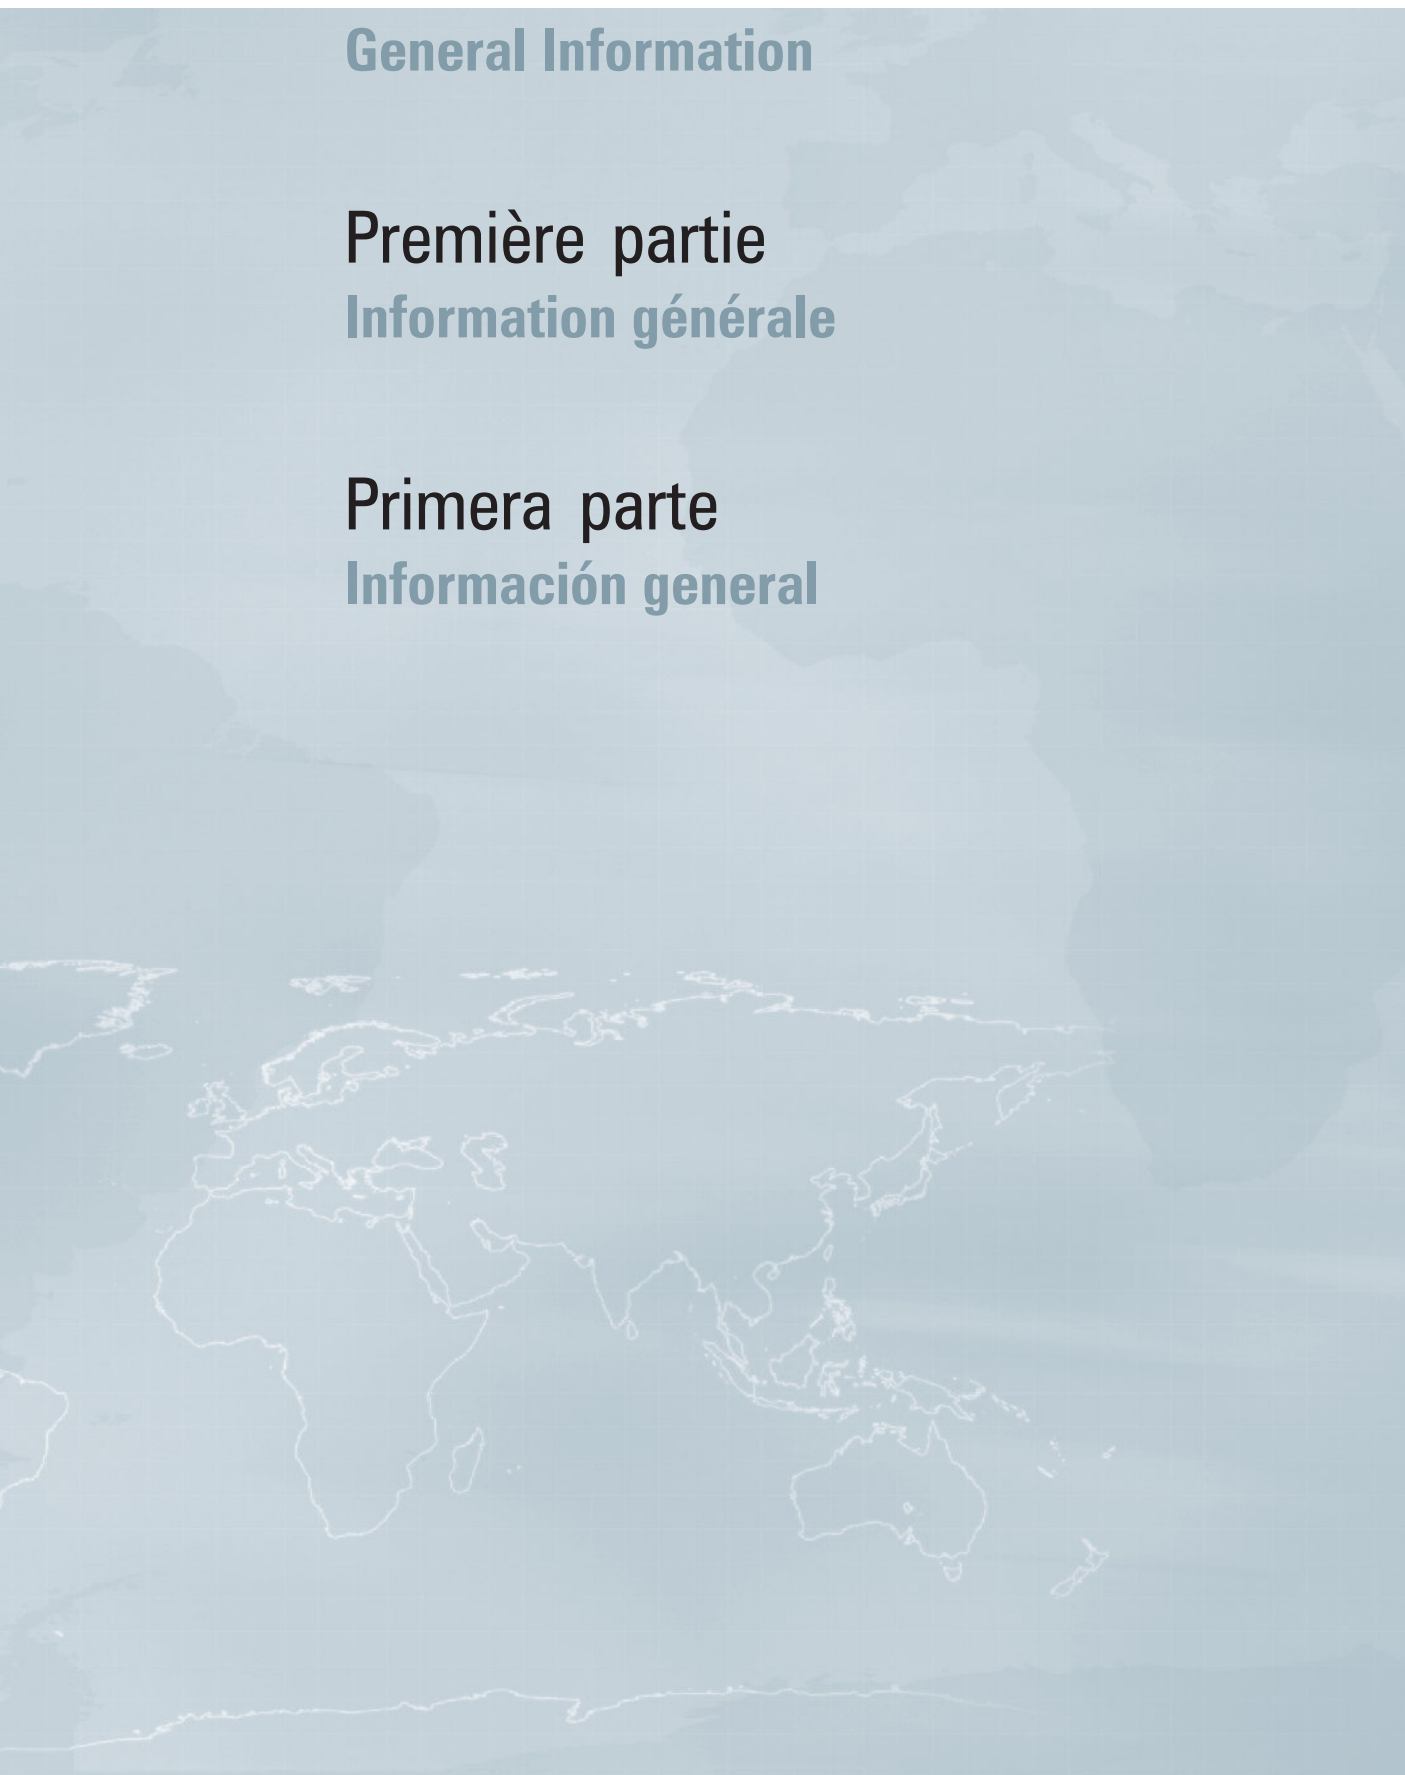 General Information
Première partie
Information générale
Primera parte
Información general